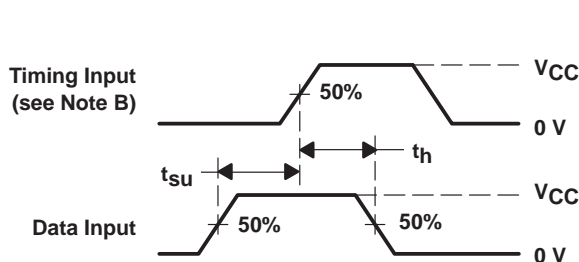 Timing Input
(see Note B)
50%
VCC
0 V
th
tsu
Data Input
50%
50%
VCC
0 V